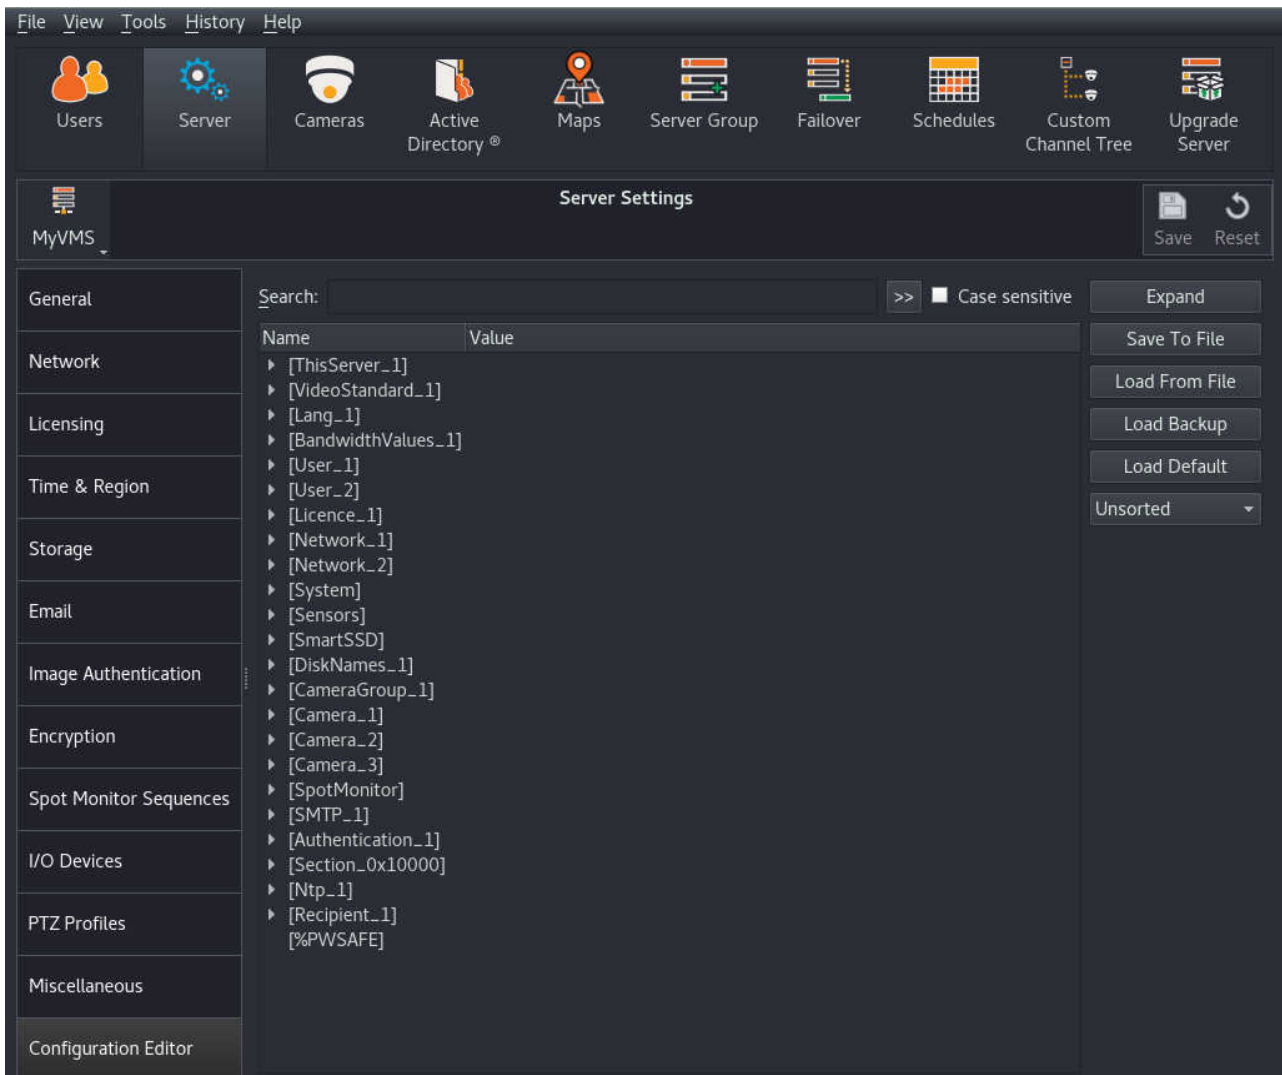 File View Tools History Help
Users Server Cameras Active Directory ® Maps Server Group Failover Schedules Custom Channel Tree Upgrade Server
MyVMS
Server Settings
Save Reset
General
Network
Licensing
Time & Region
Storage
Email
Image Authentication
Encryption
Spot Monitor Sequences
I/O Devices
PTZ Profiles
Miscellaneous
Configuration Editor
Search: >> Case sensitive
Name Value
[ThisServer_1]
[VideoStandard_1]
[Lang_1]
[BandwidthValues_1]
[User_1]
[User_2]
[Licence_1]
[Network_1]
[Network_2]
[System]
[Sensors]
[SmartSSD]
[DiskNames_1]
[CameraGroup_1]
[Camera_1]
[Camera_2]
[Camera_3]
[SpotMonitor]
[SMTP_1]
[Authentication_1]
[Section_0x10000]
[Ntp_1]
[Recipient_1]
[%PWSAFE]
Expand
Save To File
Load From File
Load Backup
Load Default
Unsorted